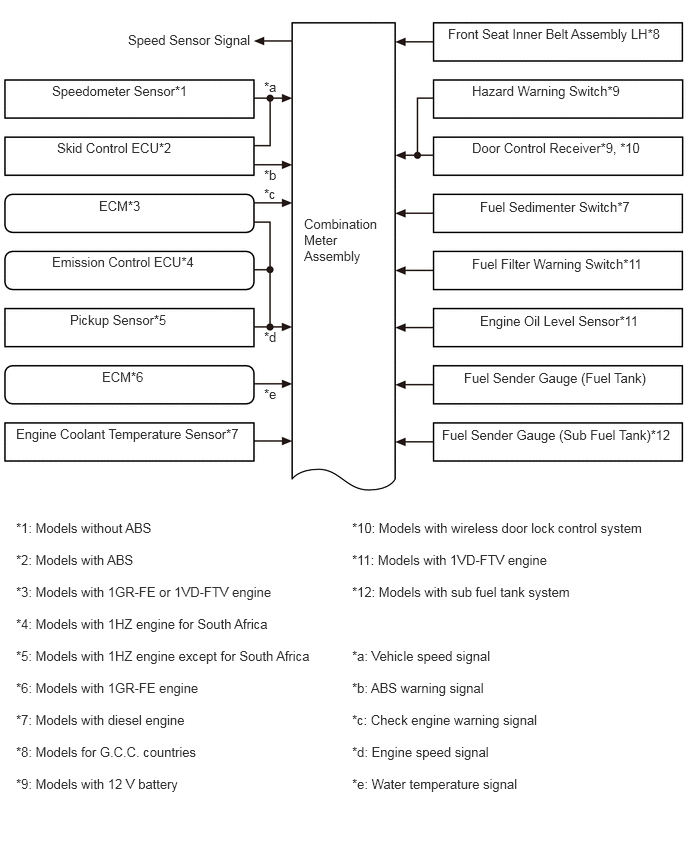 Speed Sensor Signal
Front Seat Inner Belt Assembly LH*8
Speedometer Sensor*1
*a
Hazard Warning Switch*9
Skid Control ECU*2
*b
Door Control Receiver*9, *10
ECM*3
*c
Fuel Sedimenter Switch*7
Combination
Meter
Assembly
Emission Control ECU*4
Fuel Filter Warning Switch*11
Pickup Sensor*5
*d
Engine Oil Level Sensor*11
ECM*6
*e
Fuel Sender Gauge (Fuel Tank)
Engine Coolant Temperature Sensor*7
Fuel Sender Gauge (Sub Fuel Tank)*12
*1: Models without ABS
*2: Models with ABS
*3: Models with 1GR-FE or 1VD-FTV engine
*4: Models with 1HZ engine for South Africa
*5: Models with 1HZ engine except for South Africa
*6: Models with 1GR-FE engine
*7: Models with diesel engine
*8: Models for G.C.C. countries
*9: Models with 12 V battery
*10: Models with wireless door lock control system
*11: Models with 1VD-FTV engine
*12: Models with sub fuel tank system
*a: Vehicle speed signal
*b: ABS warning signal
*c: Check engine warning signal
*d: Engine speed signal
*e: Water temperature signal